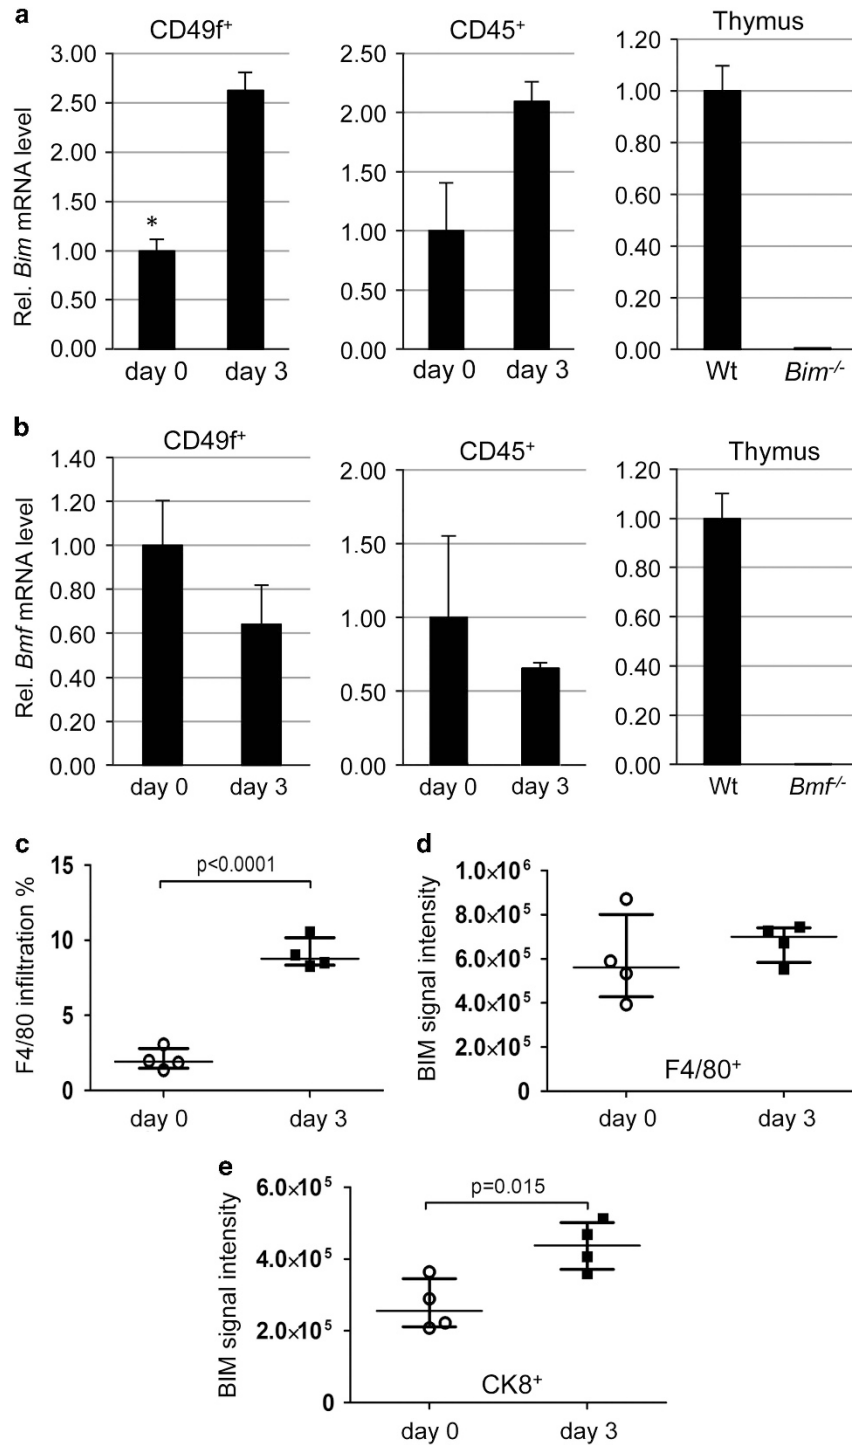 a
CD49f⁺
CD45⁺
Thymus
Rel. Bim mRNA level
3.00
2.50
2.00
1.50
1.00
0.50
0.00
*
day 0 day 3
2.50
2.00
1.50
1.00
0.50
0.00
day 0 day 3
1.20
1.00
0.80
0.60
0.40
0.20
0.00
Wt Bim⁻/⁻
b
CD49f⁺
CD45⁺
Thymus
Rel. Bmf mRNA level
1.40
1.20
1.00
0.80
0.60
0.40
0.20
0.00
day 0 day 3
2.00
1.50
1.00
0.50
0.00
day 0 day 3
1.20
1.00
0.80
0.60
0.40
0.20
0.00
Wt Bmf⁻/⁻
c
F4/80 infiltration %
15
10
5
0
p<0.0001
day 0 day 3
d
BIM signal intensity
1.0×10⁶
8.0×10⁵
6.0×10⁵
4.0×10⁵
2.0×10⁵
0
F4/80⁺
day 0 day 3
e
BIM signal intensity
6.0×10⁵
4.0×10⁵
2.0×10⁵
0
p=0.015
CK8⁺
day 0 day 3